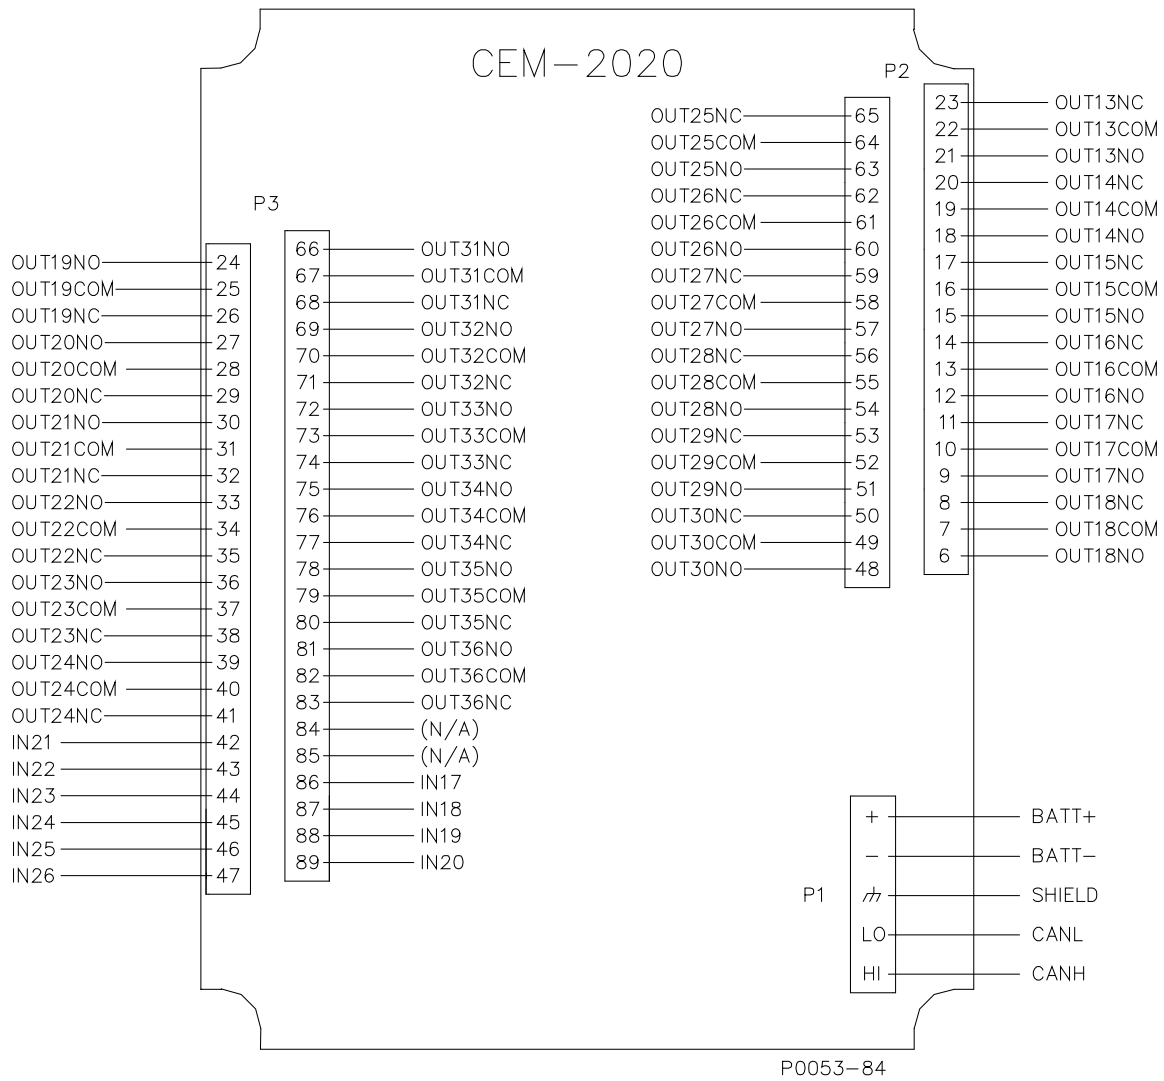 CEM-2020
P2
23 OUT13NC
22 OUT13COM
21 OUT13NO
20 OUT14NC
19 OUT14COM
18 OUT14NO
17 OUT15NC
16 OUT15COM
15 OUT15NO
14 OUT16NC
13 OUT16COM
12 OUT16NO
11 OUT17NC
10 OUT17COM
9 OUT17NO
8 OUT18NC
7 OUT18COM
6 OUT18NO
OUT25NC 65
OUT25COM 64
OUT25NO 63
OUT26NC 62
OUT26COM 61
OUT26NO 60
OUT27NC 59
OUT27COM 58
OUT27NO 57
OUT28NC 56
OUT28COM 55
OUT28NO 54
OUT29NC 53
OUT29COM 52
OUT29NO 51
OUT30NC 50
OUT30COM 49
OUT30NO 48
P3
OUT19NO 24
OUT19COM 25
OUT19NC 26
OUT20NO 27
OUT20COM 28
OUT20NC 29
OUT21NO 30
OUT21COM 31
OUT21NC 32
OUT22NO 33
OUT22COM 34
OUT22NC 35
OUT23NO 36
OUT23COM 37
OUT23NC 38
OUT24NO 39
OUT24COM 40
OUT24NC 41
IN21 42
IN22 43
IN23 44
IN24 45
IN25 46
IN26 47
66 OUT31NO
67 OUT31COM
68 OUT31NC
69 OUT32NO
70 OUT32COM
71 OUT32NC
72 OUT33NO
73 OUT33COM
74 OUT33NC
75 OUT34NO
76 OUT34COM
77 OUT34NC
78 OUT35NO
79 OUT35COM
80 OUT35NC
81 OUT36NO
82 OUT36COM
83 OUT36NC
84 (N/A)
85 (N/A)
86 IN17
87 IN18
88 IN19
89 IN20
P1
+ BATT+
- BATT-
SHIELD
LO CANL
HI CANH
P0053-84